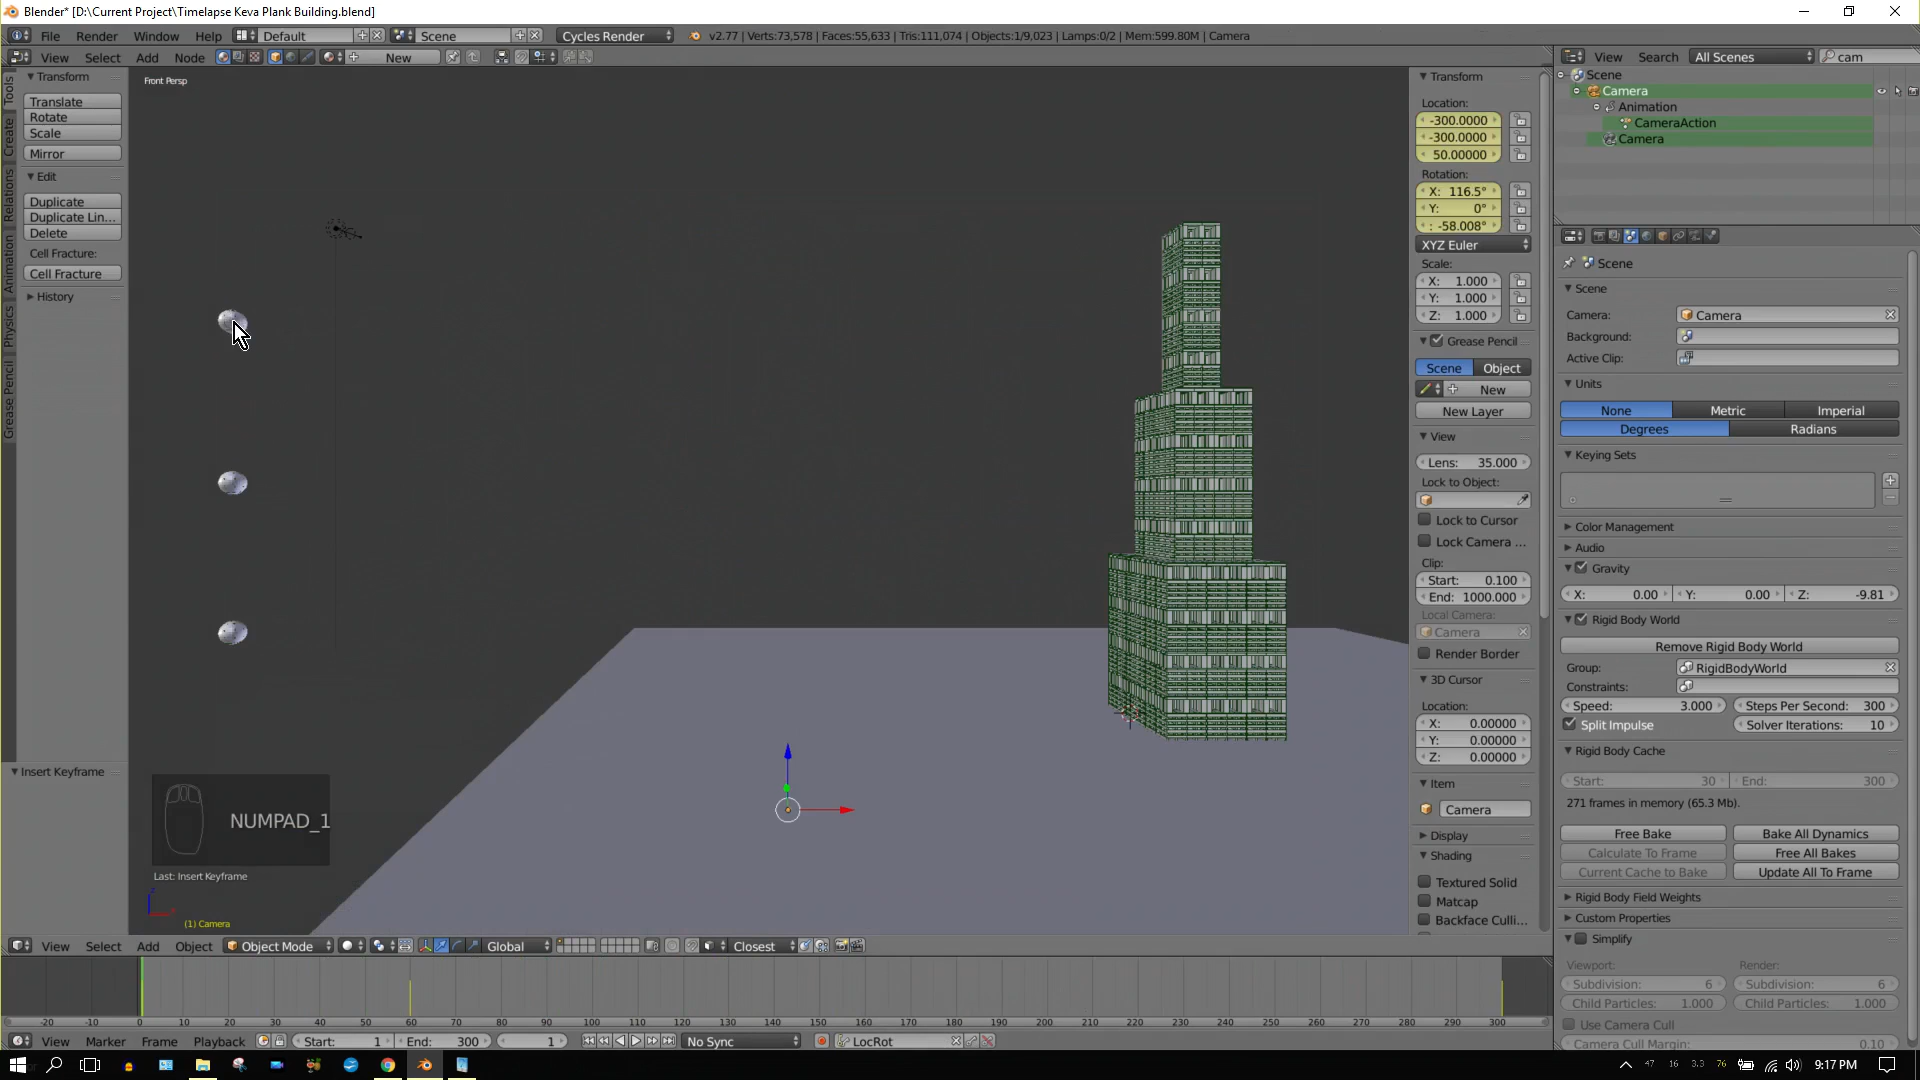 Blender* [D:\Current Project\Timelapse Keva Plank Building.blend]
File Render Window Help Default Scene Cycles Render v2.77 | Verts:73,578 | Faces:55,633 | Tris:111,074 | Objects:1/9,023 | Lamps:0/2 | Mem:599.80M | Camera
View Select Add Node New
View Search All Scenes cam
Tools
Create
Relations
Animation
Physics
Grease Pencil
Transform
Translate
Rotate
Scale
Mirror
Edit
Duplicate
Duplicate Lin...
Delete
Cell Fracture:
Cell Fracture
History
Insert Keyframe
Front Persp
NUMPAD_1
Last: Insert Keyframe
(1) Camera
Transform
Location:
-300.0000
-300.0000
50.00000
Rotation:
X: 116.5°
Y: 0°
: -58.008°
XYZ Euler
Scale:
X: 1.000
Y: 1.000
Z: 1.000
Grease Pencil
Scene Object
New
New Layer
View
Lens: 35.000
Lock to Object:
Lock to Cursor
Lock Camera ...
Clip:
Start: 0.100
End: 1000.000
Local Camera:
Camera
Render Border
3D Cursor
Location:
X: 0.00000
Y: 0.00000
Z: 0.00000
Item
Camera
Display
Shading
Textured Solid
Matcap
Backface Culli...
Scene
Camera
Animation
CameraAction
Camera
Scene
Scene
Camera: Camera
Background:
Active Clip:
Units
None Metric Imperial
Degrees Radians
Keying Sets
Color Management
Audio
Gravity
X: 0.00 Y: 0.00 Z: -9.81
Rigid Body World
Remove Rigid Body World
Group: RigidBodyWorld
Constraints:
Speed: 3.000 Steps Per Second: 300
Split Impulse Solver Iterations: 10
Rigid Body Cache
Start: 30 End: 300
271 frames in memory (65.3 Mb).
Free Bake Bake All Dynamics
Calculate To Frame Free All Bakes
Current Cache to Bake Update All To Frame
Rigid Body Field Weights
Custom Properties
Simplify
Viewport: Render:
Subdivision: 6 Subdivision: 6
Child Particles: 1.000 Child Particles: 1.000
Use Camera Cull
Camera Cull Margin: 0.10
View Select Add Object Object Mode Global Closest
-20 -10 0 10 20 30 40 50 60 70 80 90 100 110 120 130 140 150 160 170 180 190 200 210 220 230 240 250 260 270 280 290 300
View Marker Frame Playback Start: 1 End: 300 1 No Sync LocRot
47 16 3.3 76 9:17 PM